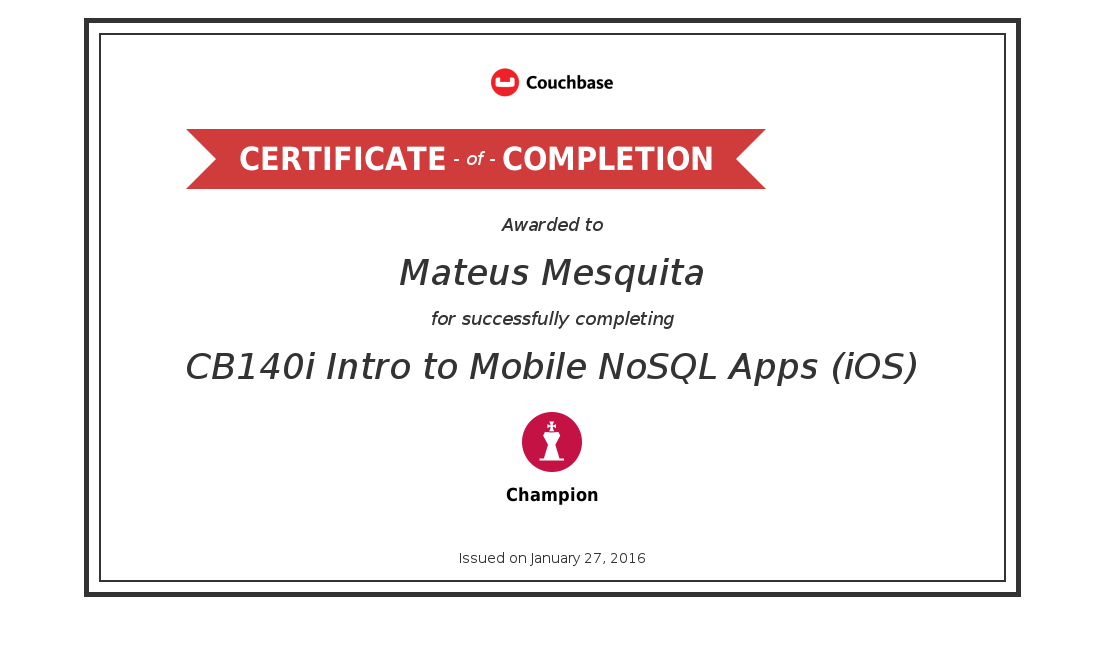 Couchbase
CERTIFICATE - of - COMPLETION
Awarded to
Mateus Mesquita
for successfully completing
CB140i Intro to Mobile NoSQL Apps (iOS)
Champion
Issued on January 27, 2016